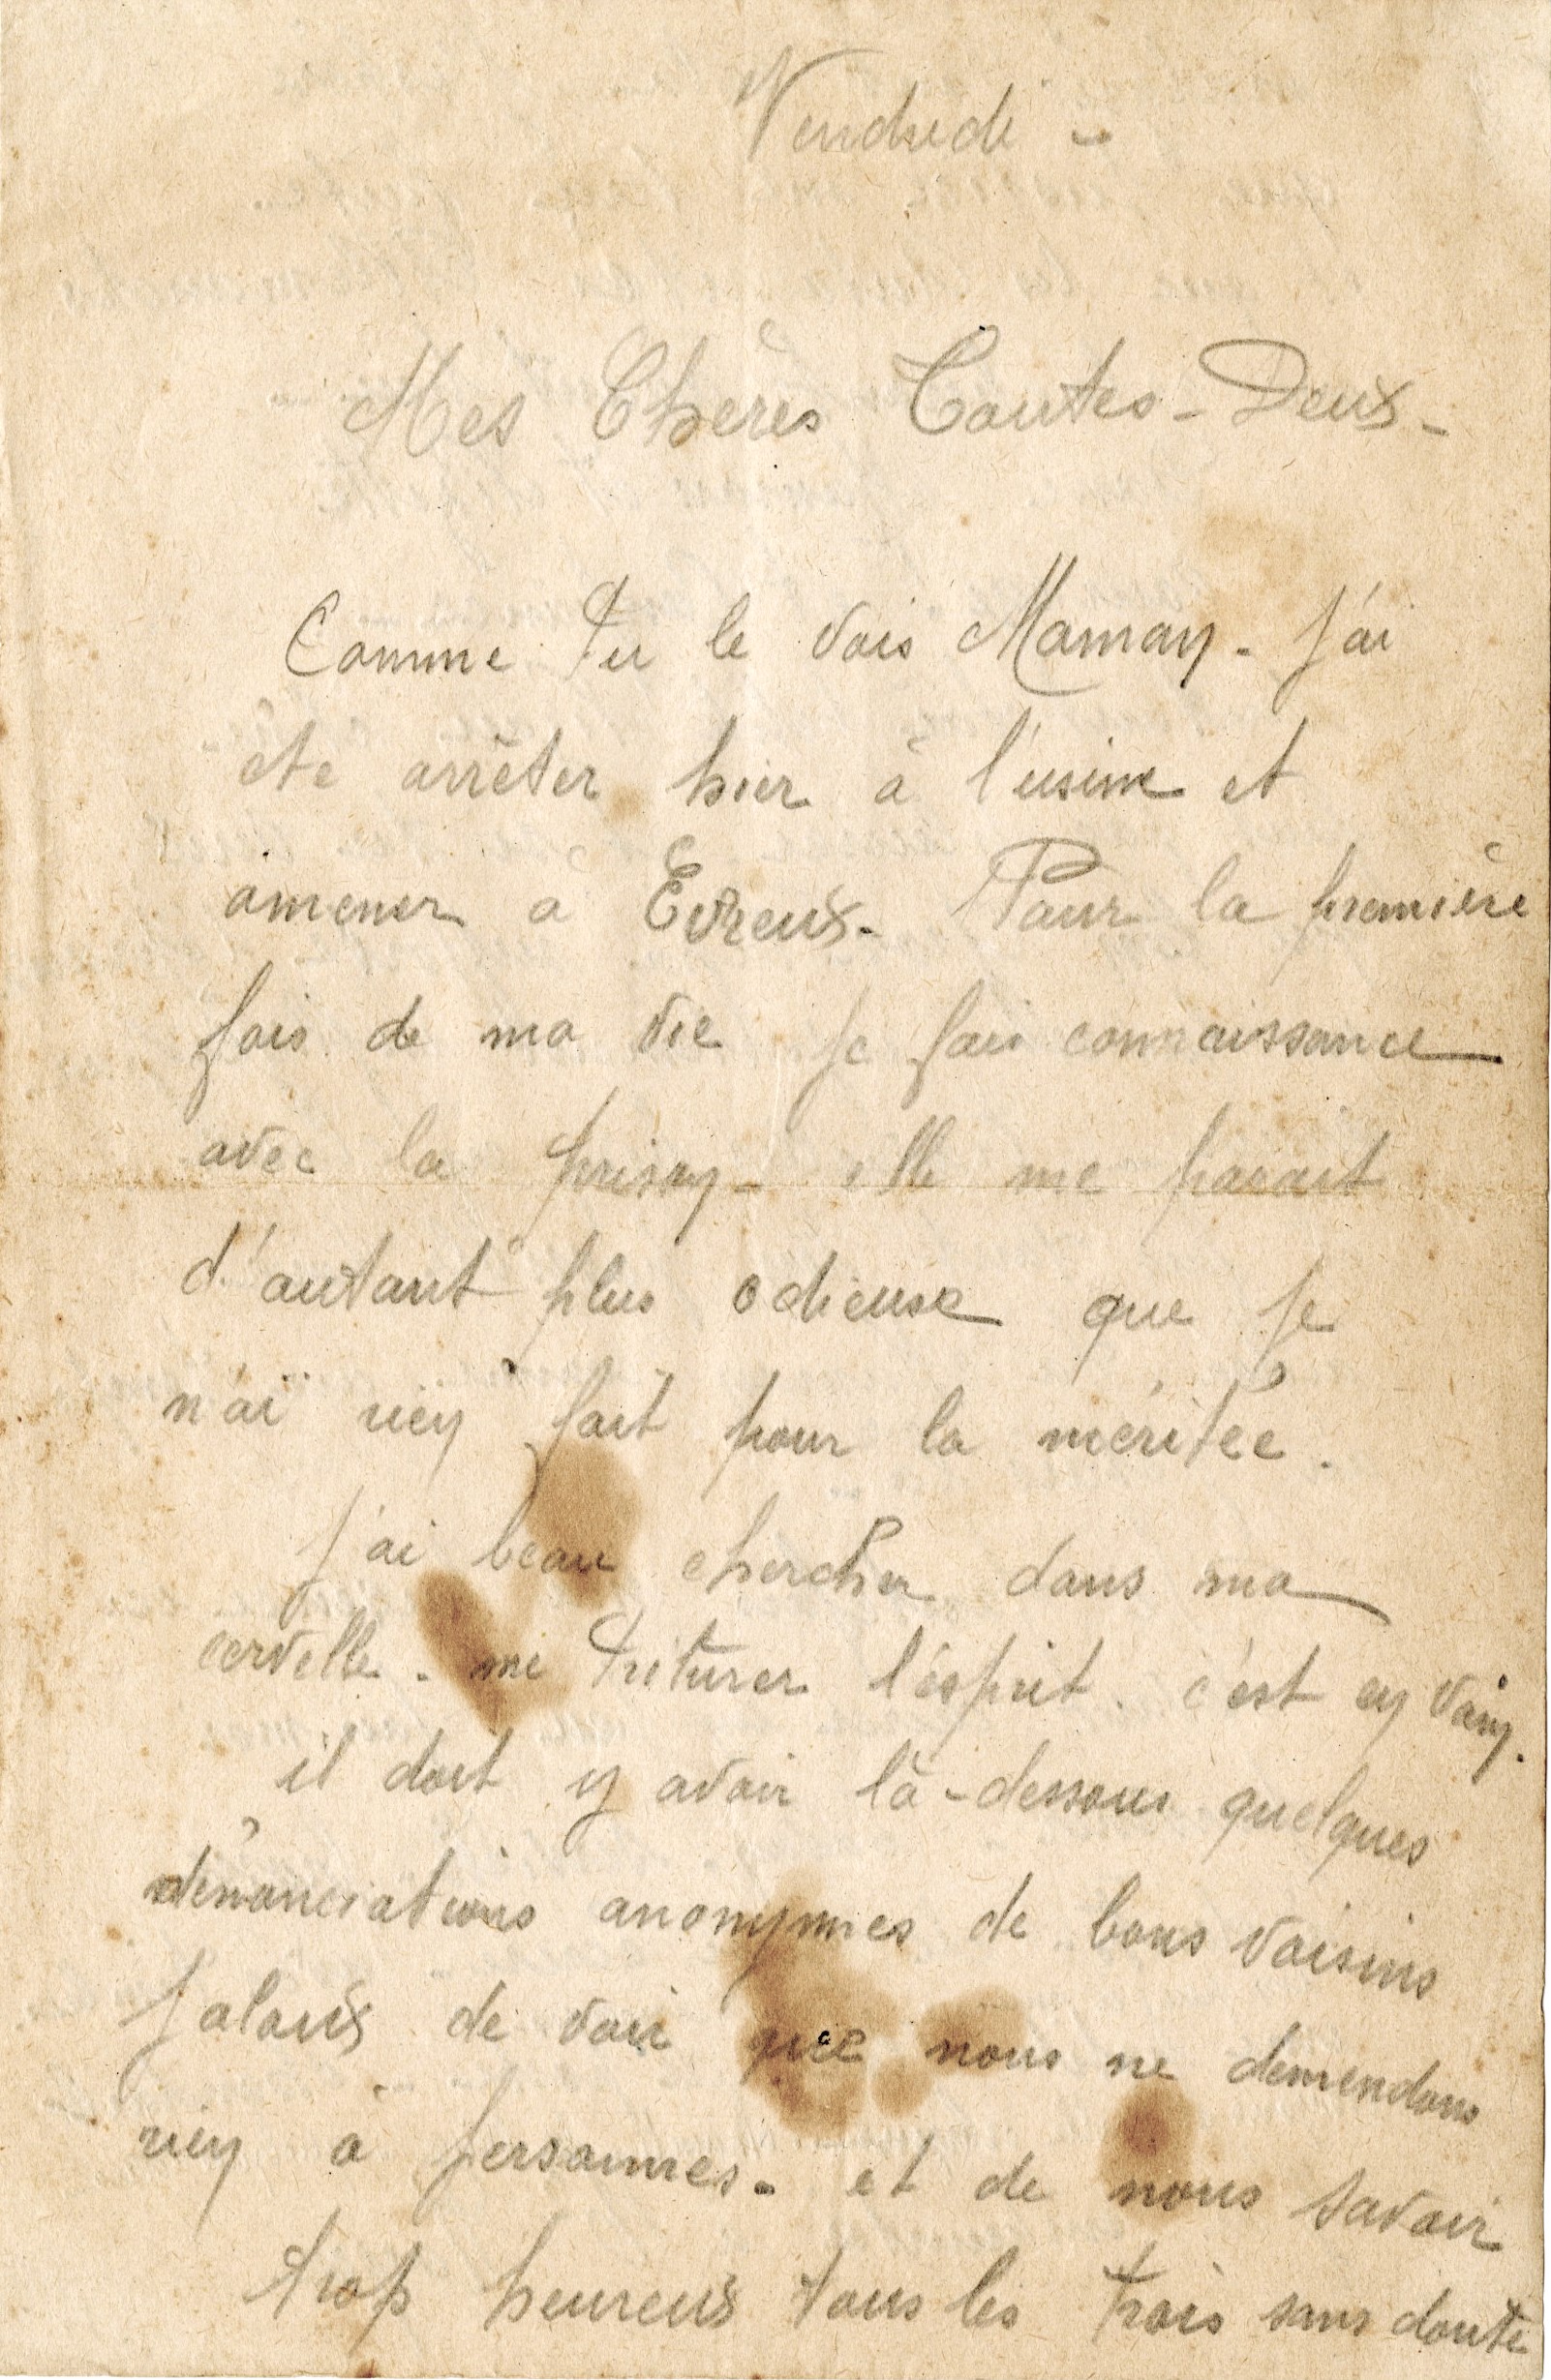 Vendredi -
Mes Chères Toutes - Deux -
Comme tu le vois Maman - J'ai
été arrêter hier à l'usine et
amener à Evreux - Pour la première
fois de ma vie je fais connaissance
avec la prison - elle me parait
d'autant plus odieuse que je
n'ai rien fait pour la méritée.
J'ai beau chercher dans ma
cervelle - me triturer l'esprit. c'est en vain.
il doit y avoir là-dessous quelques
dénonciations anonymes de bons voisins
jaloux de voir que nous ne demendons
rien à personnes - et de nous savoir
trop heureux tous les trois sans doute